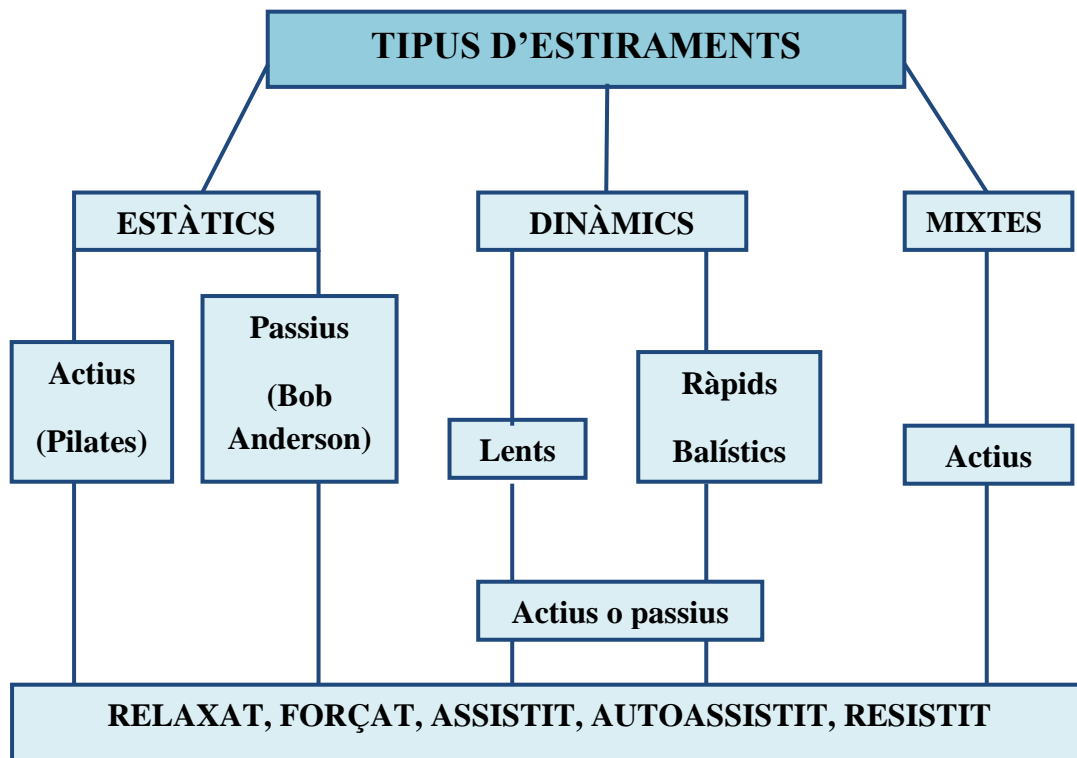 TIPUS D’ESTIRAMENTS
ESTÀTICS
DINÀMICS
MIXTES
Actius
(Pilates)
Passius
(Bob
Anderson)
Lents
Ràpids
Balístics
Actius
Actius o passius
RELAXAT, FORÇAT, ASSISTIT, AUTOASSISTIT, RESISTIT